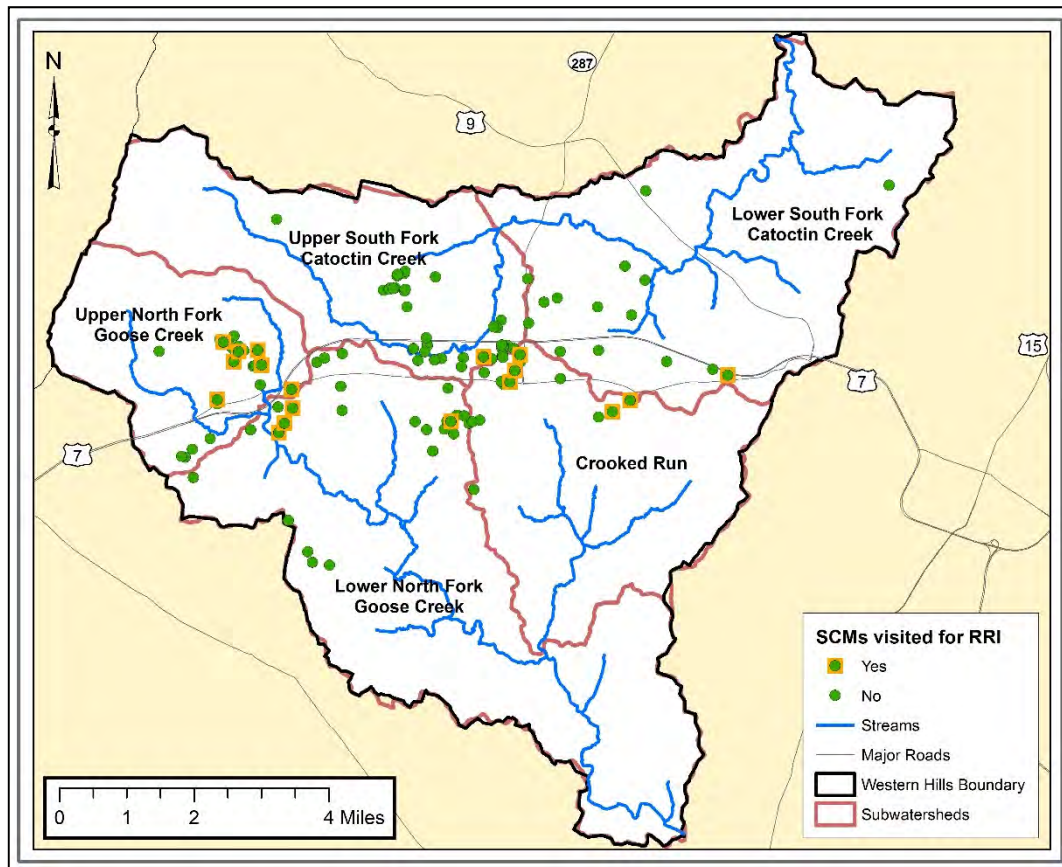 N
287
9
Lower South Fork
Catoctin Creek
Upper South Fork
Catoctin Creek
Upper North Fork
Goose Creek
15
7
7
Crooked Run
Lower North Fork
Goose Creek
SCMs visited for RRI
Yes
No
Streams
Major Roads
Western Hills Boundary
Subwatersheds
0 1 2 4 Miles